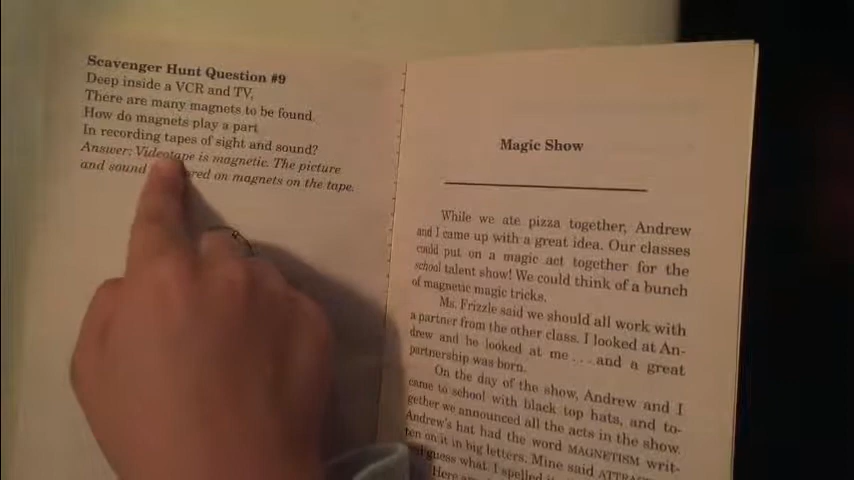 Scavenger Hunt Question #9
Deep inside a VCR and TV,
There are many magnets to be found.
How do magnets play a part
In recording tapes of sight and sound?
Answer: Videotape is magnetic. The picture
and sound on magnets on the tape.
Magic Show
While we ate pizza together, Andrew
and I came up with a great idea. Our classes
could put on a magic act together for the
school talent show! We could think of a bunch
of magnetic magic tricks.
Ms. Frizzle said we should all work with
a partner from the other class. I looked at An-
drew and he looked at me . . . and a great
partnership was born.
On the day of the show, Andrew and I
came to school with black top hats, and to-
gether we announced all the acts in the show.
Andrew's hat had the word MAGNETISM writ-
ten on it in big letters. Mine said
guess what. I spelled
Here